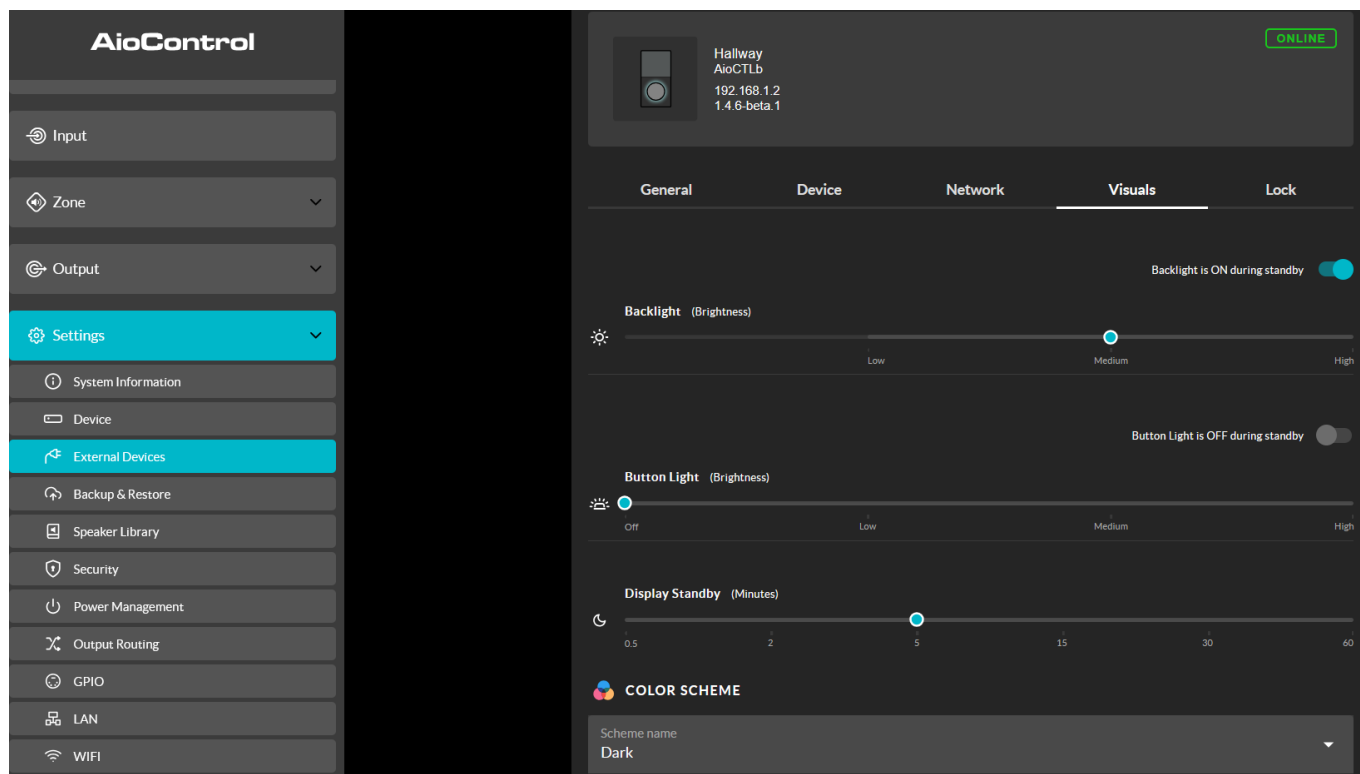 AioControl
Input
Zone
Output
Settings
System Information
Device
External Devices
Backup & Restore
Speaker Library
Security
Power Management
Output Routing
GPIO
LAN
WIFI
Hallway
AioCTLb
192.168.1.2
1.4.6-beta.1
ONLINE
General Device Network Visuals Lock
Backlight is ON during standby
Backlight (Brightness)
Low Medium High
Button Light is OFF during standby
Button Light (Brightness)
Off Low Medium High
Display Standby (Minutes)
0.5 2 5 15 30 60
COLOR SCHEME
Scheme name
Dark